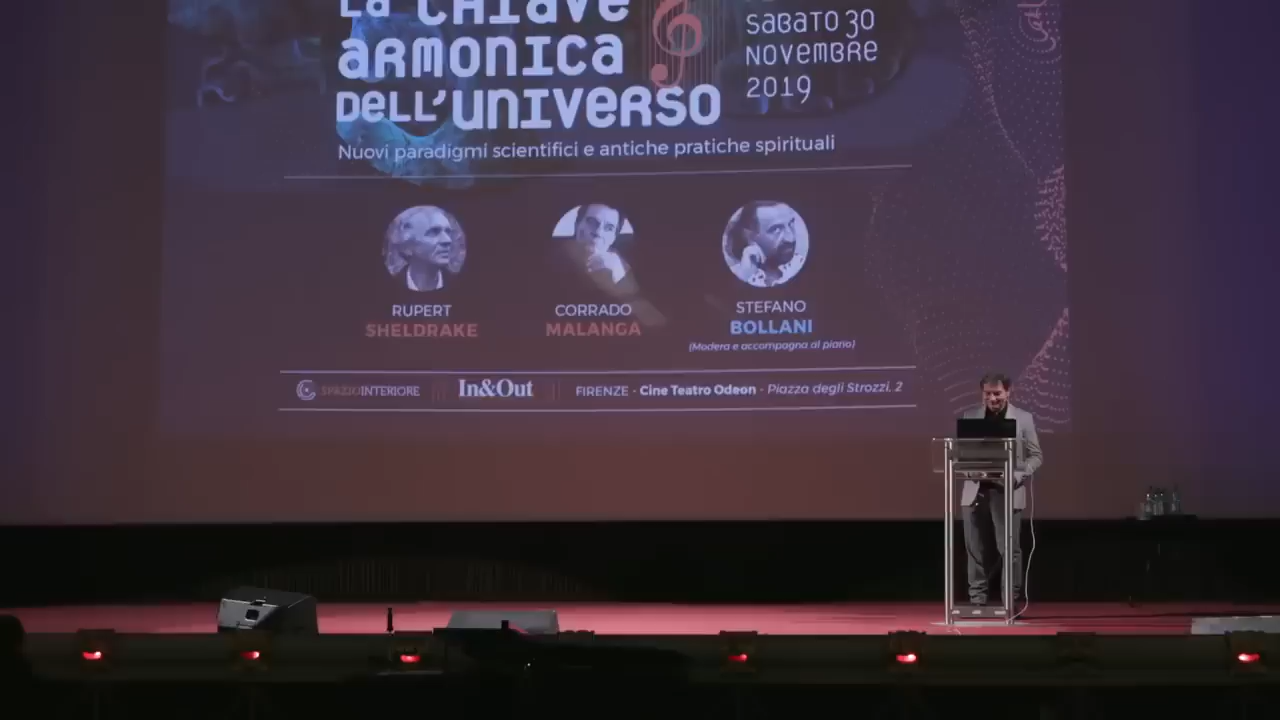 La CHIAVE
ARMONICA
DELL'UNIVERSO
Nuovi paradigmi scientifici e antiche pratiche spirituali
SABATO 30
NOVEMBRE
2019
RUPERT
SHELDRAKE
CORRADO
MALANGA
STEFANO
BOLLANI
(Modera e accompagna al piano)
SPAZIOINTERIORE
In&Out
FIRENZE - Cine Teatro Odeon - Piazza degli Strozzi, 2